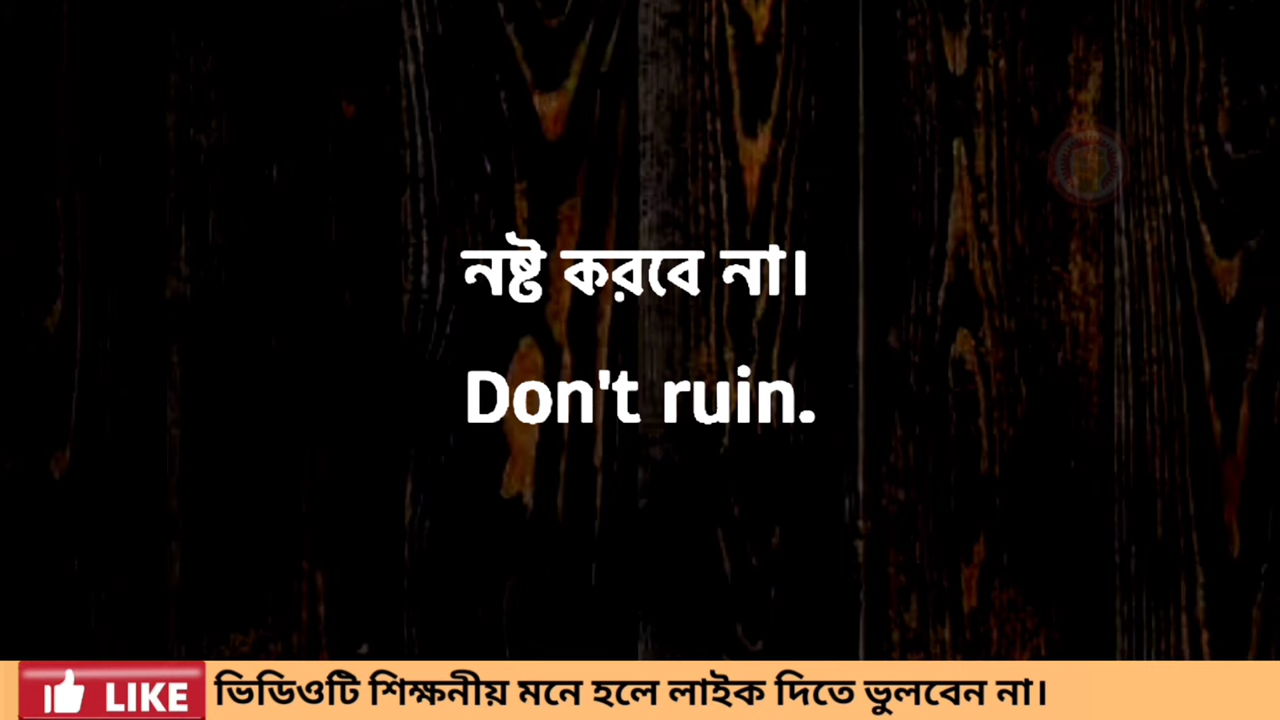 নষ্ট করবে না।
Don't ruin.
LIKE ভিডিওটি শিক্ষনীয় মনে হলে লাইক দিতে ভুলবেন না।